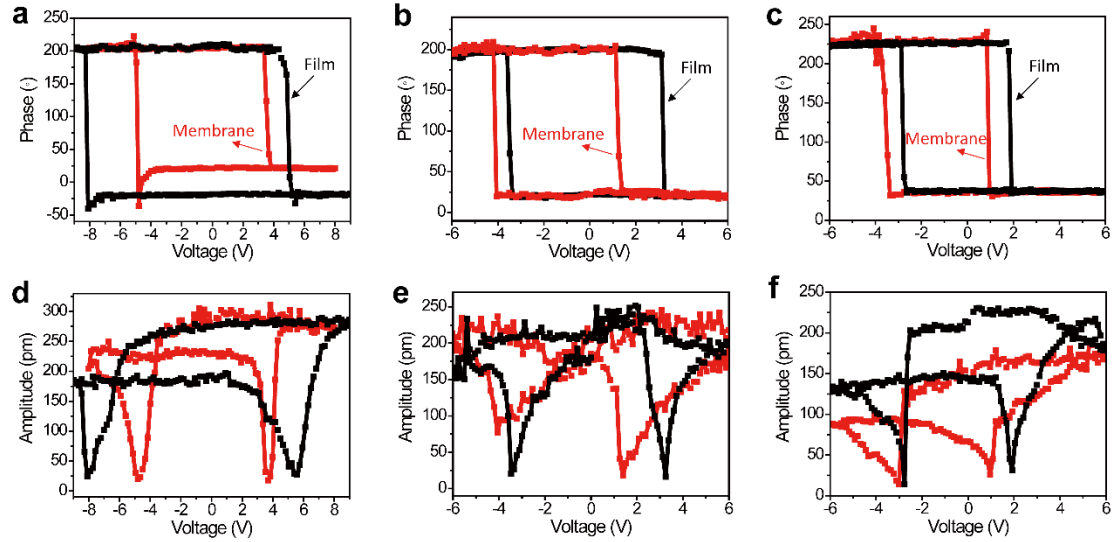 a
250
200
150
100
50
0
-50
Phase (◦)
Film
Membrane
-8 -6 -4 -2 0 2 4 6 8
Voltage (V)
b
250
200
150
100
50
0
Phase (◦)
Film
Membrane
-6 -4 -2 0 2 4 6
Voltage (V)
c
250
200
150
100
50
0
Phase (◦)
Film
Membrane
-6 -4 -2 0 2 4 6
Voltage (V)
d
300
250
200
150
100
50
0
Amplitude (pm)
-8 -6 -4 -2 0 2 4 6 8
Voltage (V)
e
250
200
150
100
50
0
Amplitude (pm)
-6 -4 -2 0 2 4 6
Voltage (V)
f
250
200
150
100
50
0
Amplitude (pm)
-6 -4 -2 0 2 4 6
Voltage (V)